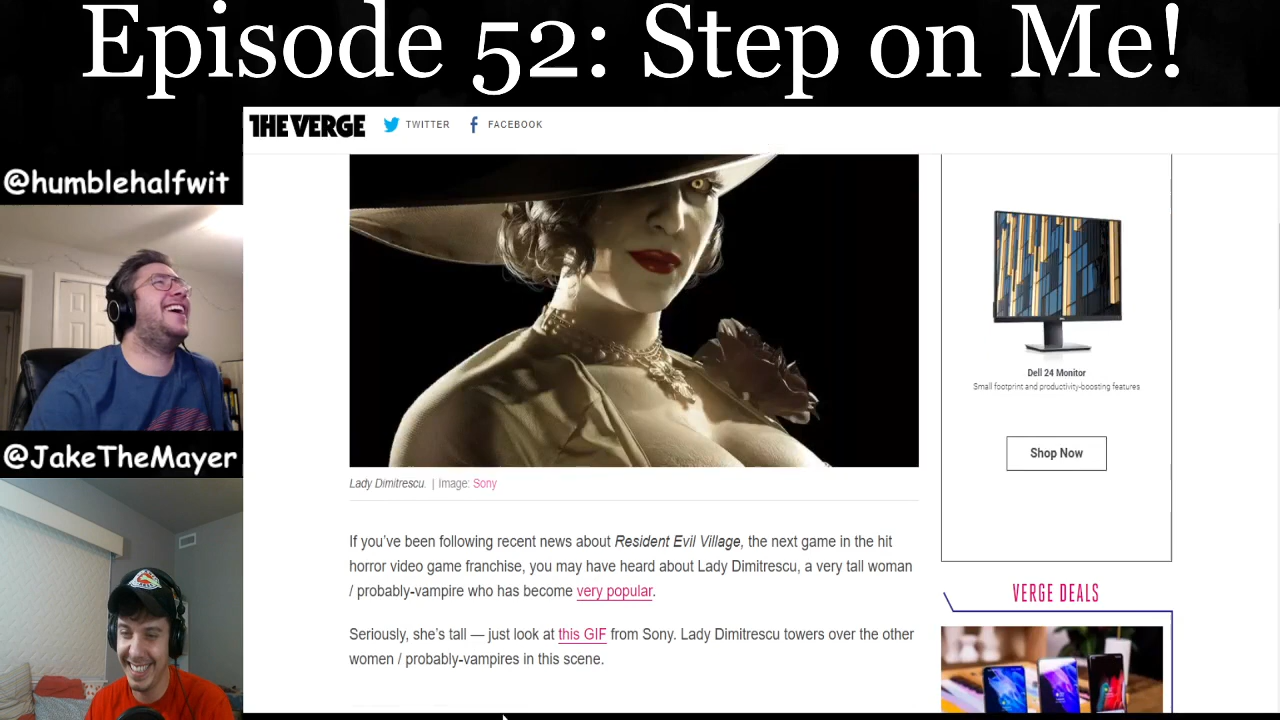 Episode 52: Step on Me!
THE VERGE TWITTER FACEBOOK
@humblehalfwit
@JakeTheMayer
Lady Dimitrescu. | Image: Sony
If you've been following recent news about Resident Evil Village, the next game in the hit
horror video game franchise, you may have heard about Lady Dimitrescu, a very tall woman
/ probably-vampire who has become very popular.
Seriously, she's tall — just look at this GIF from Sony. Lady Dimitrescu towers over the other
women / probably-vampires in this scene.
Dell 24 Monitor
Small footprint and productivity-boosting features
Shop Now
VERGE DEALS